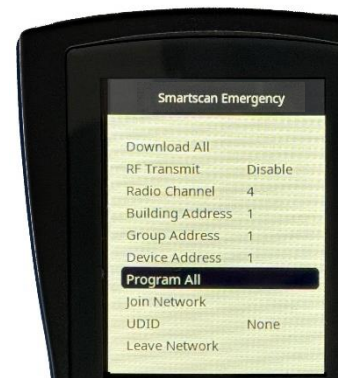 Smartscan Emergency
Download All
RF Transmit Disable
Radio Channel 4
Building Address 1
Group Address 1
Device Address 1
Program All
Join Network
UDID None
Leave Network